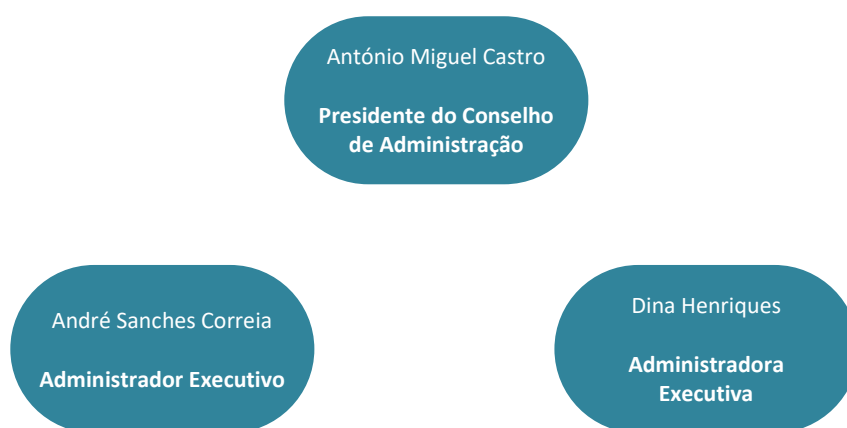 António Miguel Castro
Presidente do Conselho
de Administração
André Sanches Correia
Administrador Executivo
Dina Henriques
Administradora
Executiva